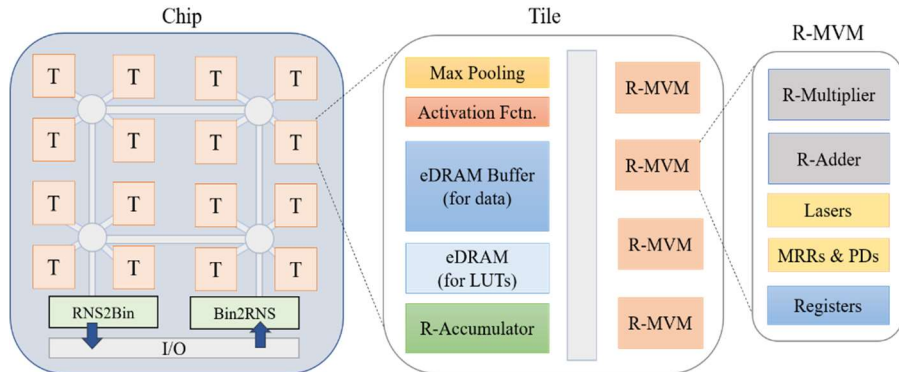 Chip
T T T T
T T T T
T T T T
T T T T
RNS2Bin
Bin2RNS
I/O
Tile
Max Pooling
Activation Fctn.
eDRAM Buffer
(for data)
eDRAM
(for LUTs)
R-Accumulator
R-MVM
R-MVM
R-MVM
R-MVM
R-MVM
R-Multiplier
R-Adder
Lasers
MRRs & PDs
Registers